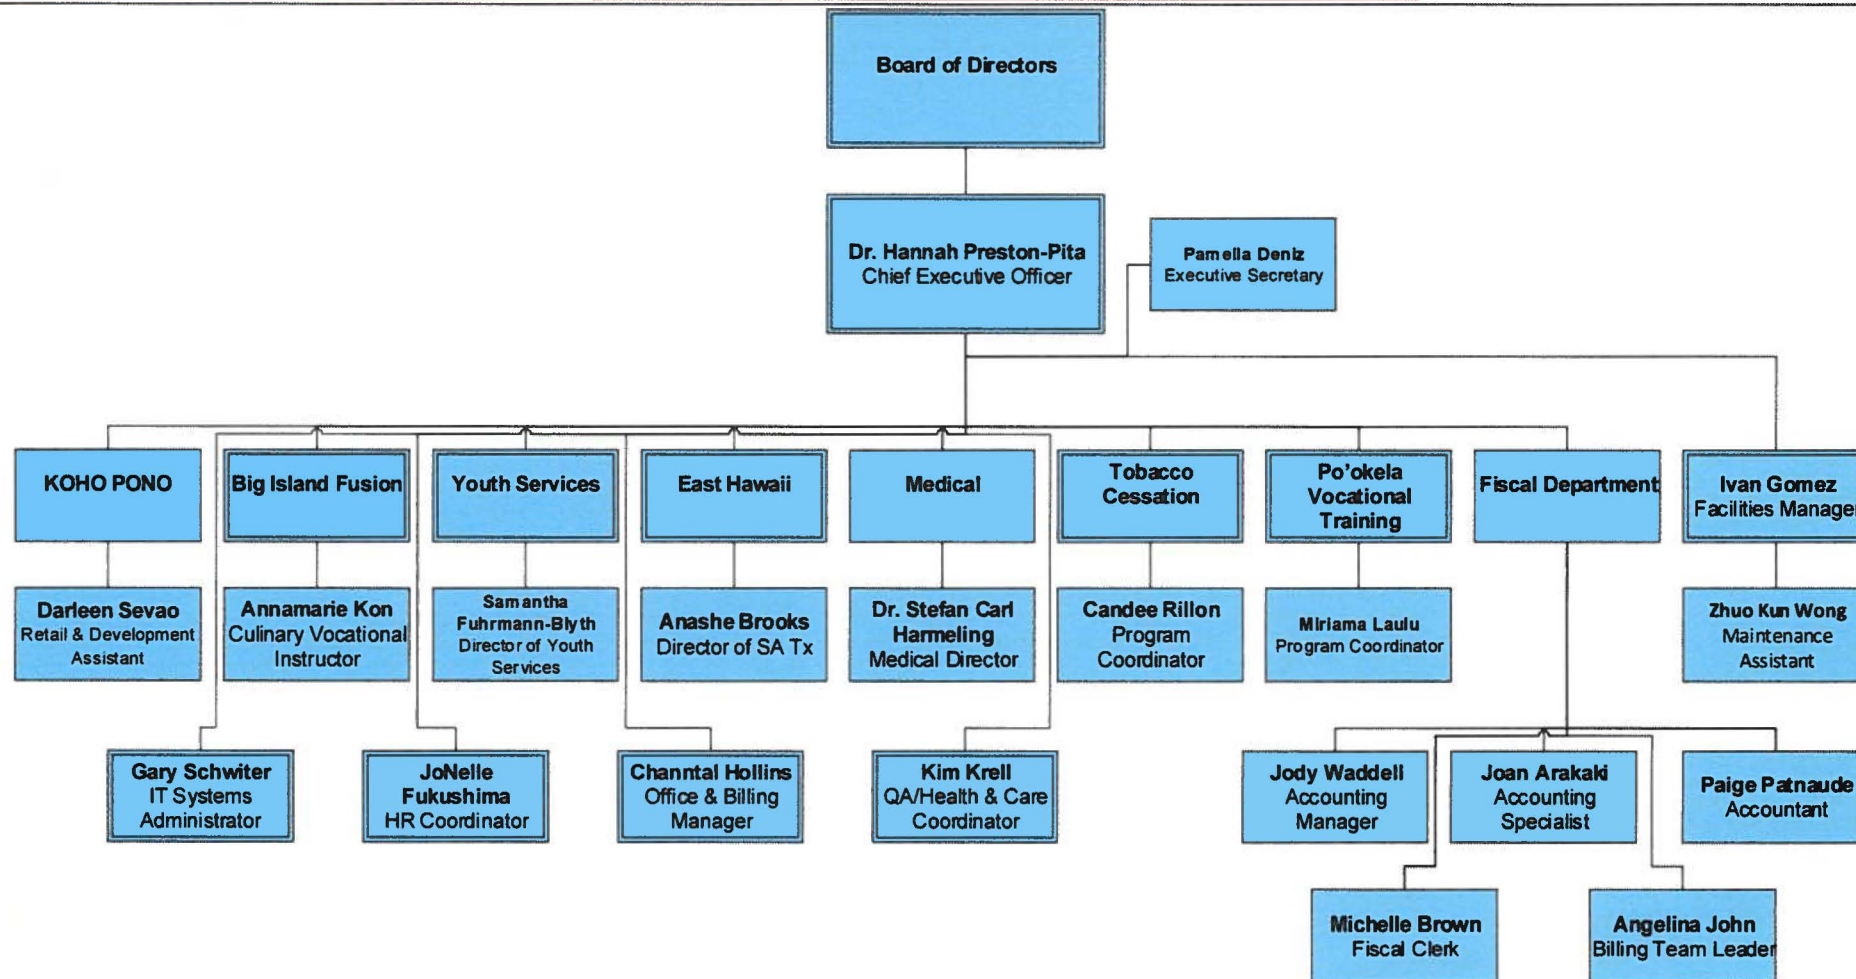 Board of Directors
Dr. Hannah Preston-Pita
Chief Executive Officer
Pamella Deniz
Executive Secretary
KOHO PONO
Big Island Fusion
Youth Services
East Hawaii
Medical
Tobacco
Cessation
Po'okela
Vocational
Training
Fiscal Department
Ivan Gomez
Facilities Manager
Darleen Sevao
Retail & Development
Assistant
Annamarie Kon
Culinary Vocational
Instructor
Samantha
Fuhrmann-Blyth
Director of Youth
Services
Anashe Brooks
Director of SA Tx
Dr. Stefan Carl
Harmeling
Medical Director
Candee Rillon
Program
Coordinator
Miriama Laulu
Program Coordinator
Zhuo Kun Wong
Maintenance
Assistant
Gary Schwiter
IT Systems
Administrator
JoNelle
Fukushima
HR Coordinator
Channtal Hollins
Office & Billing
Manager
Kim Krell
QA/Health & Care
Coordinator
Jody Waddell
Accounting
Manager
Joan Arakaki
Accounting
Specialist
Paige Patnaude
Accountant
Michelle Brown
Fiscal Clerk
Angelina John
Billing Team Leader